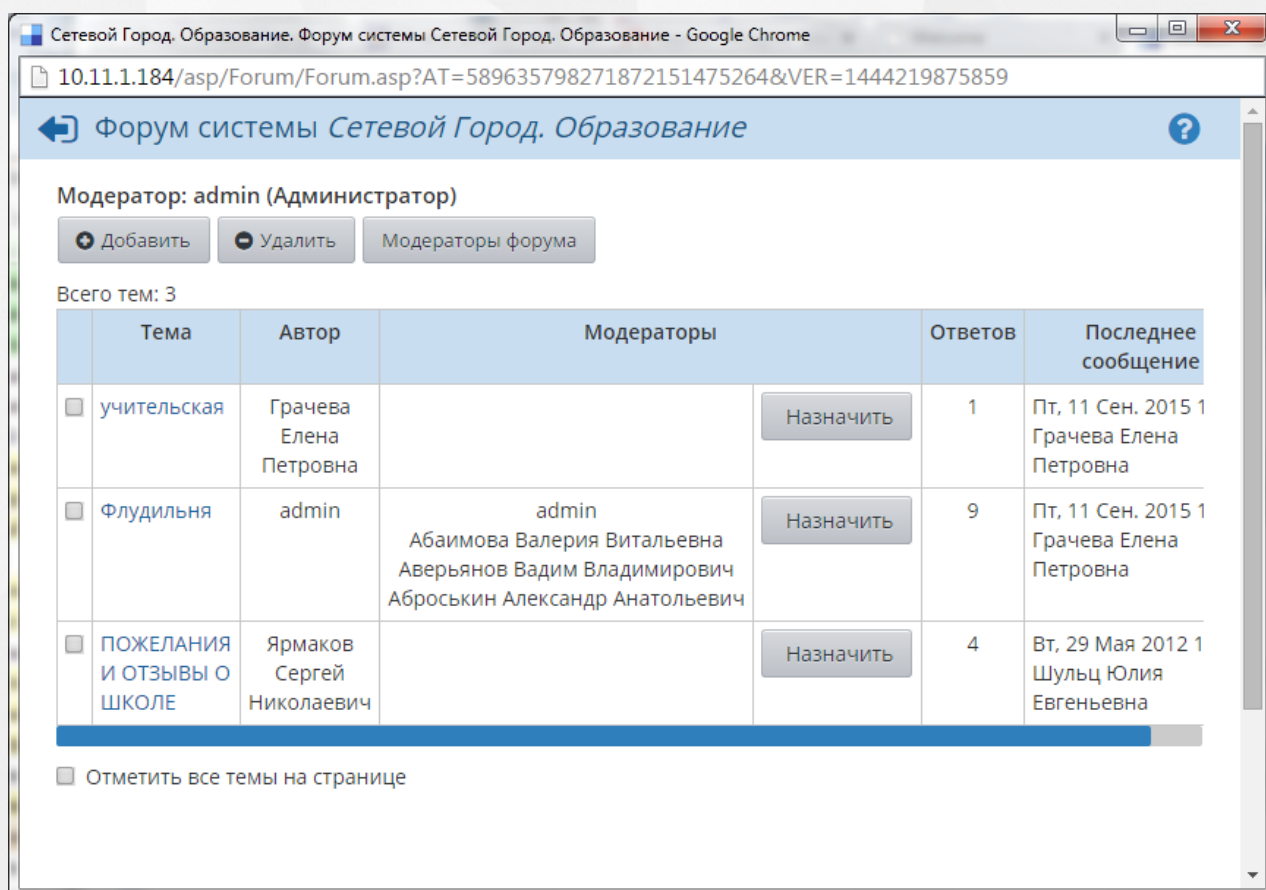 Сетевой Город. Образование. Форум системы Сетевой Город. Образование - Google Chrome
10.11.1.184/asp/Forum/Forum.asp?AT=5896357982718721514752​64&VER=1444219875859
Форум системы Сетевой Город. Образование
Модератор: admin (Администратор)
Добавить Удалить Модераторы форума
Всего тем: 3
Тема Автор Модераторы Ответов Последнее
сообщение
учительская Грачева Назначить 1 Пт, 11 Сен. 2015 1
Елена Грачева Елена
Петровна Петровна
Флудильня admin admin Назначить 9 Пт, 11 Сен. 2015 1
Абаимова Валерия Витальевна Грачева Елена
Аверьянов Вадим Владимирович Петровна
Аброськин Александр Анатольевич
ПОЖЕЛАНИЯ Ярмаков Назначить 4 Вт, 29 Мая 2012 1
И ОТЗЫВЫ О Сергей Шульц Юлия
ШКОЛЕ Николаевич Евгеньевна
Отметить все темы на странице